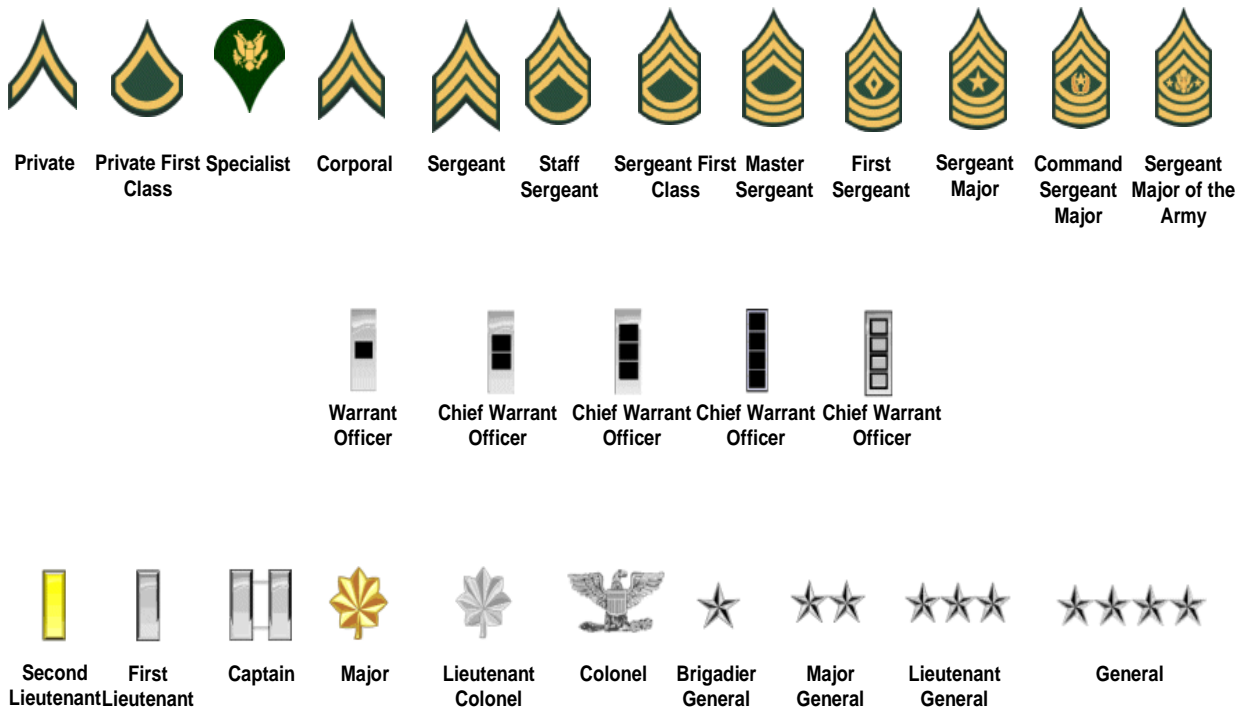 Private Private First Specialist Corporal Sergeant Staff Sergeant First Master First Sergeant Command Sergeant
Class Sergeant Class Sergeant Sergeant Major Sergeant Major of the
Major Army
Warrant Chief Warrant Chief Warrant Chief Warrant Chief Warrant
Officer Officer Officer Officer Officer
Second First Captain Major Lieutenant Colonel Brigadier Major Lieutenant General
Lieutenant Lieutenant Colonel General General General